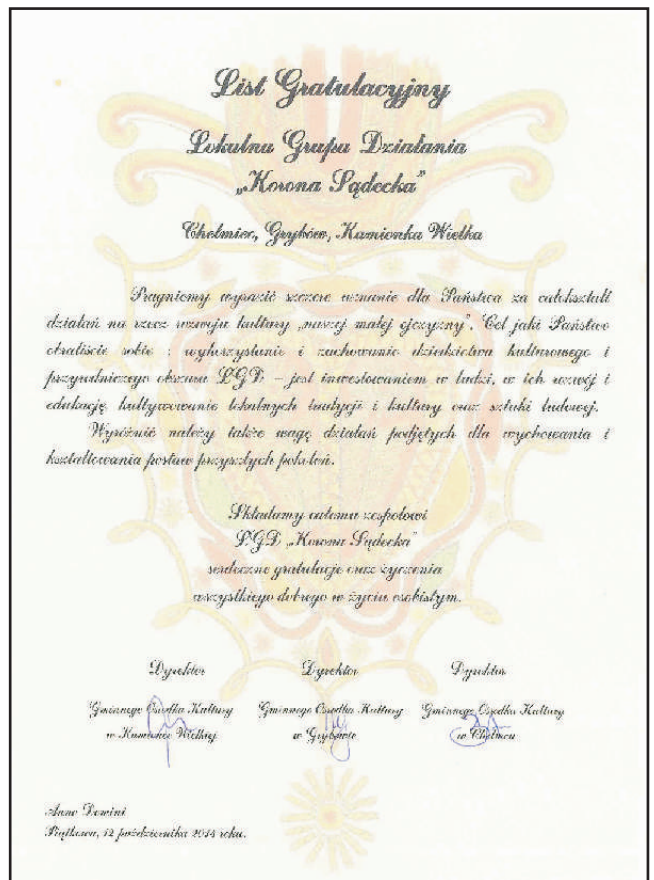 List Gratulacyjny
Lokalna Grupa Działania
„Korona Sądecka”
Chełmiec, Grybów, Kamionka Wielka
Pragniemy wyrazić szczere uznanie dla Państwa za całokształt
działań na rzecz rozwoju kultury „naszej małej ojczyzny”. Cel jaki Państwo
obraliście sobie : wykorzystanie i zachowanie dziedzictwa kulturowego i
przyrodniczego obszaru LGD – jest inwestowaniem w ludzi, w ich rozwój i
edukację, kultywowanie lokalnych tradycji i kultury oraz sztuki ludowej.
Wyróżnić należy także wagę działań podjętych dla wychowania i
kształtowania postaw przyszłych pokoleń.
Składamy całemu zespołowi
LGD „Korona Sądecka”
serdeczne gratulacje oraz życzenia
wszystkiego dobrego w życiu osobistym.
Dyrektor Dyrektor Dyrektor
Gminnego Ośrodka Kultury Gminnego Ośrodka Kultury Gminnego Ośrodka Kultury
w Kamionce Wielkiej w Grybowie w Chełmcu
Anno Domini
Piątkowa, 12 października 2014 roku.